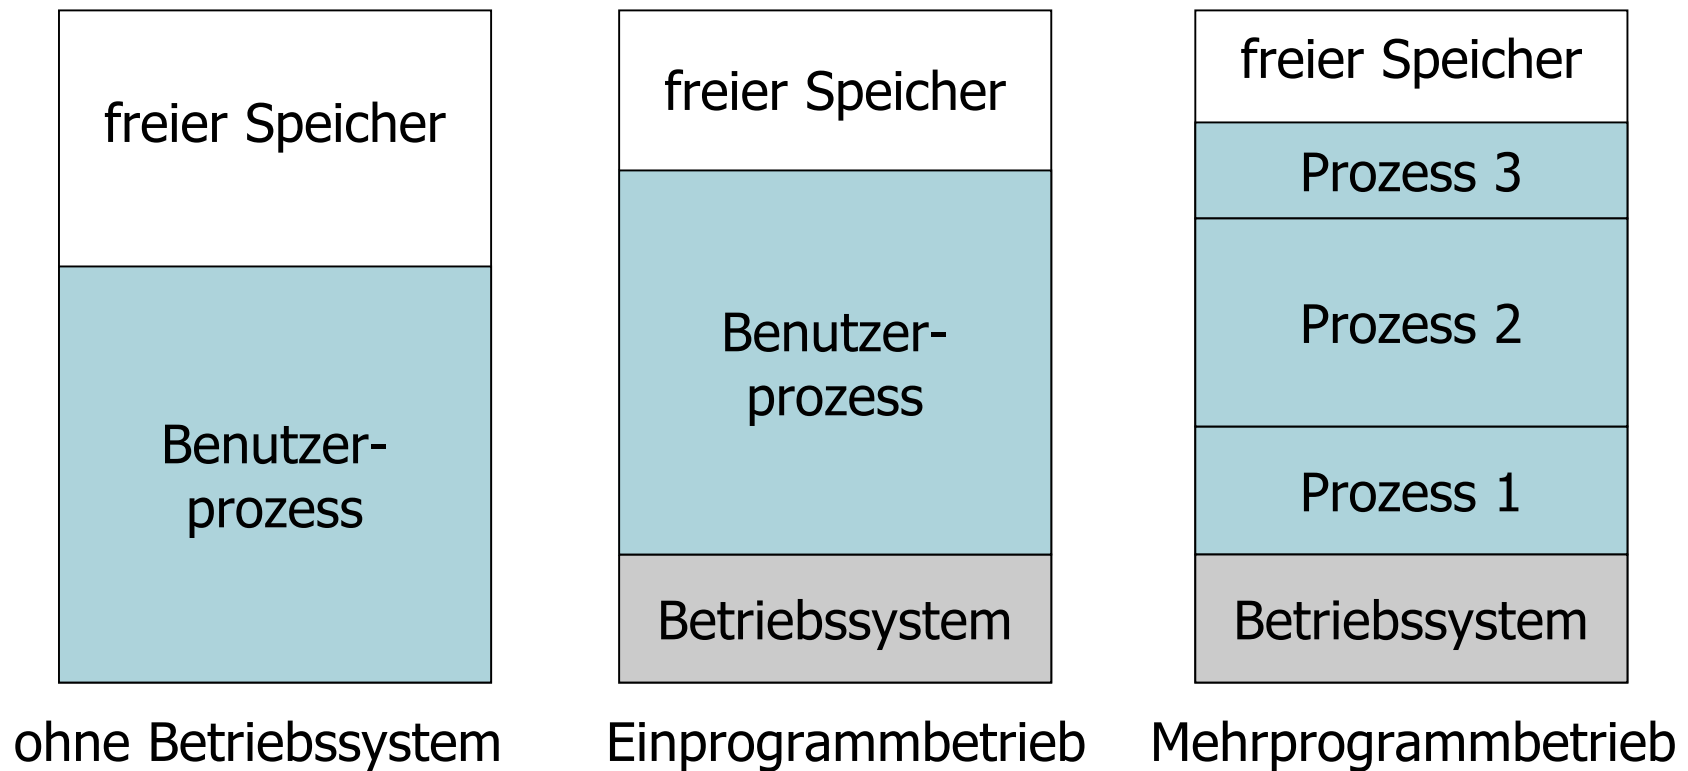 freier Speicher
Benutzer-
prozess
ohne Betriebssystem
freier Speicher
Benutzer-
prozess
Betriebssystem
Einprogrammbetrieb
freier Speicher
Prozess 3
Prozess 2
Prozess 1
Betriebssystem
Mehrprogrammbetrieb